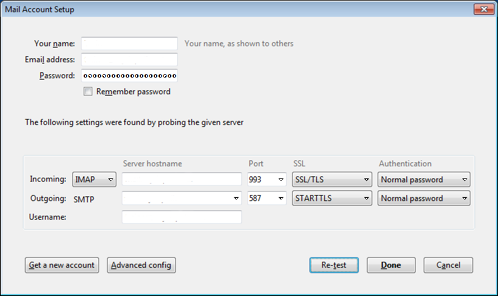 Mail Account Setup
Your name:
Your name, as shown to others
Email address:
Password:
Remember password
The following settings were found by probing the given server
Server hostname Port SSL Authentication
Incoming: IMAP 993 SSL/TLS Normal password
Outgoing: SMTP 587 STARTTLS Normal password
Username:
Get a new account Advanced config Re-test Done Cancel